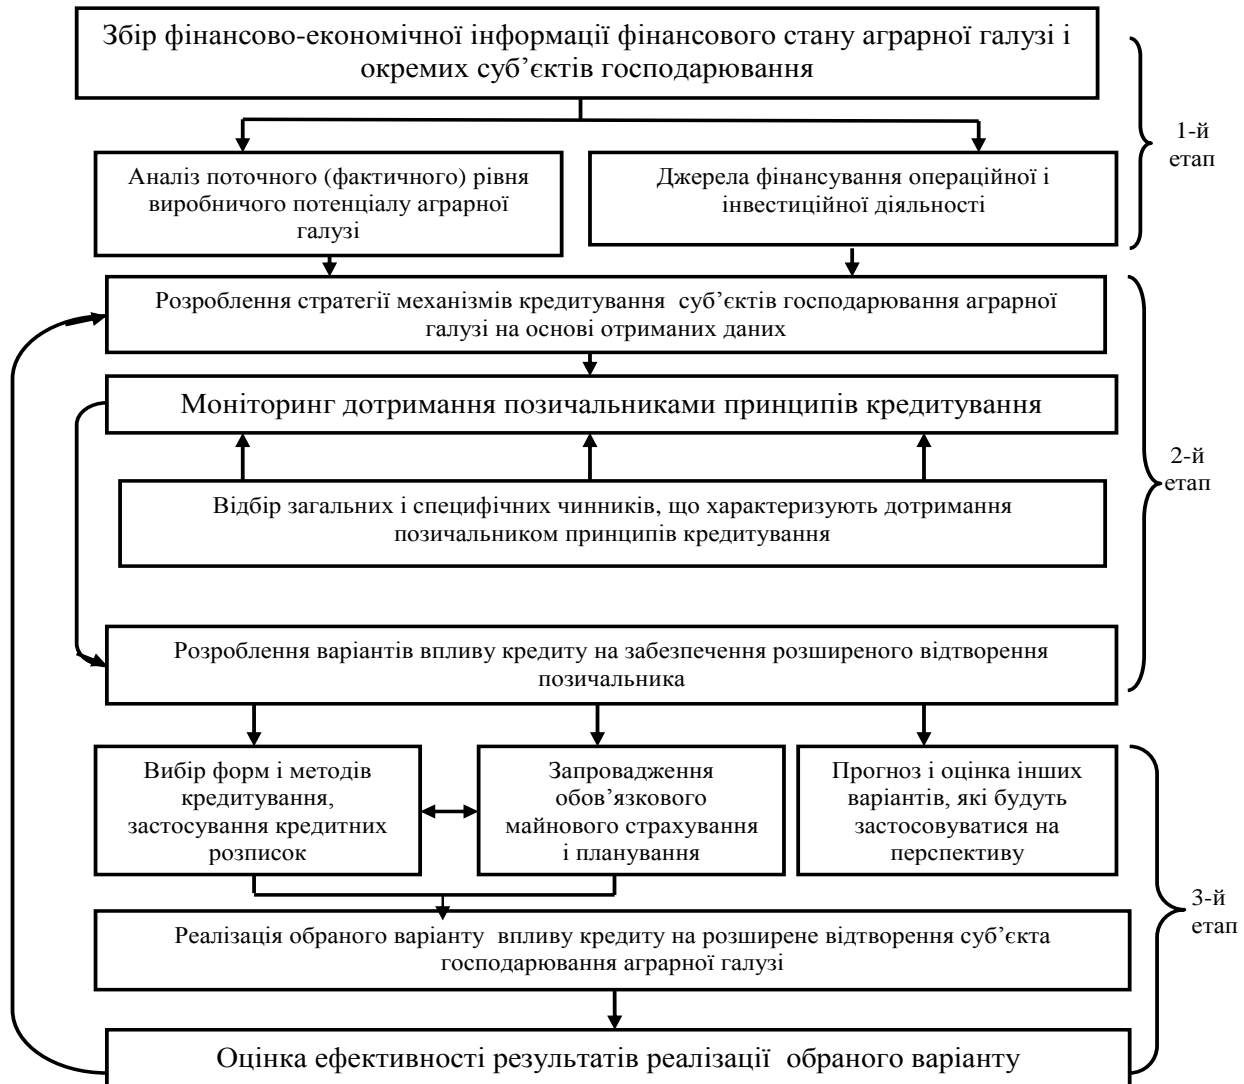 Збір фінансово-економічної інформації фінансового стану аграрної галузі і
окремих суб’єктів господарювання
1-й
етап
Аналіз поточного (фактичного) рівня
виробничого потенціалу аграрної
галузі
Джерела фінансування операційної і
інвестиційної діяльності
Розроблення стратегії механізмів кредитування суб’єктів господарювання аграрної
галузі на основі отриманих даних
Моніторинг дотримання позичальниками принципів кредитування
2-й
етап
Відбір загальних і специфічних чинників, що характеризують дотримання
позичальником принципів кредитування
Розроблення варіантів впливу кредиту на забезпечення розширеного відтворення
позичальника
Вибір форм і методів
кредитування,
застосування кредитних
розписок
Запровадження
обов’язкового
майнового страхування
і планування
Прогноз і оцінка інших
варіантів, які будуть
застосовуватися на
перспективу
3-й
етап
Реалізація обраного варіанту впливу кредиту на розширене відтворення суб’єкта
господарювання аграрної галузі
Оцінка ефективності результатів реалізації обраного варіанту